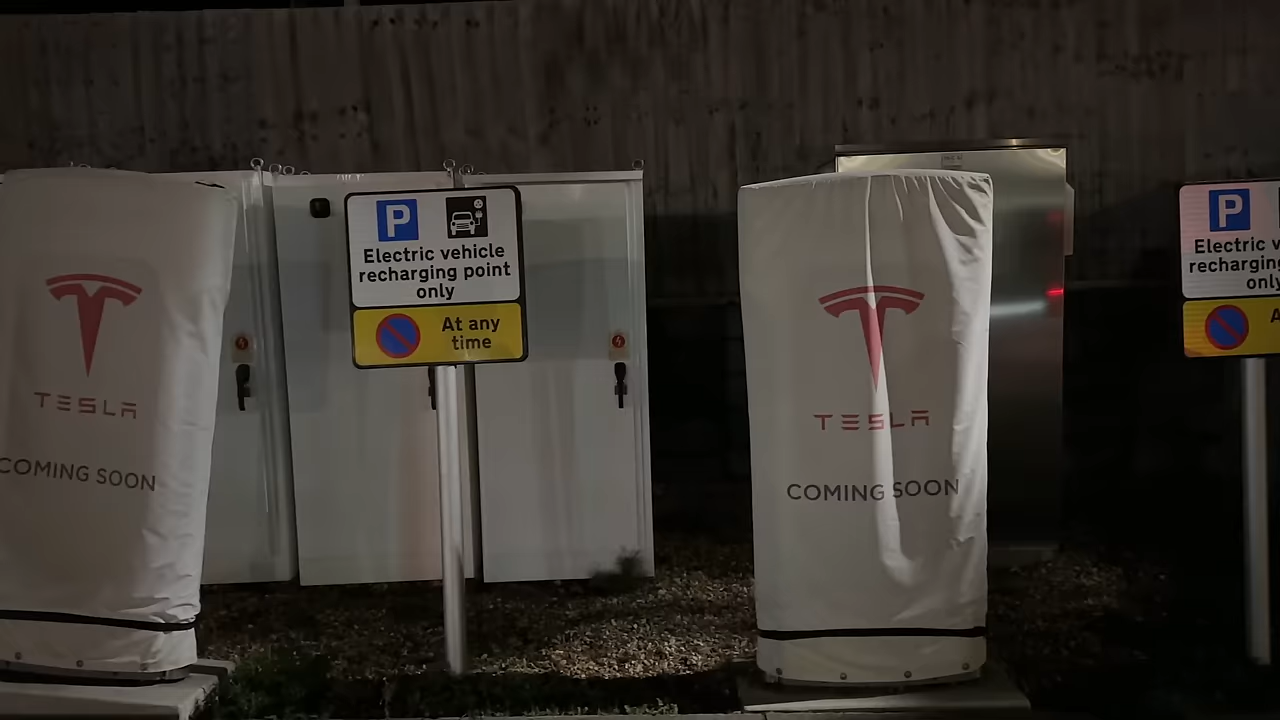 TESLA
COMING SOON
P
Electric vehicle
recharging point
only
At any
time
TESLA
COMING SOON
P
Electric v
recharging
only
A